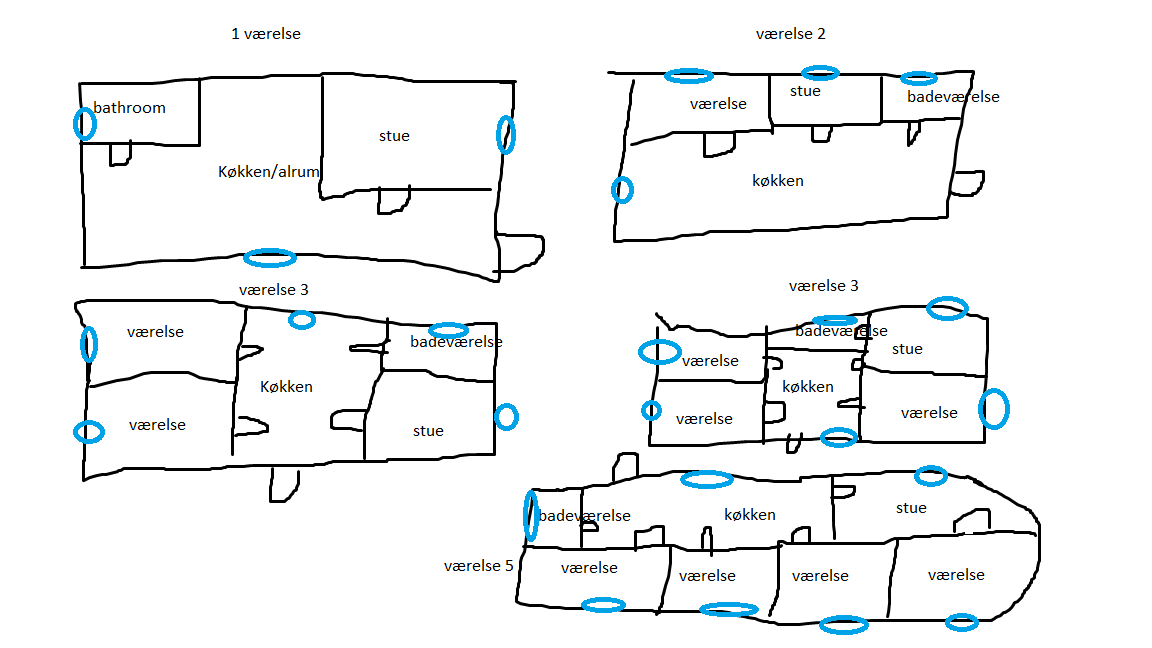 1 værelse
værelse 2
bathroom
stue
Køkken/alrum
værelse
stue
badeværelse
køkken
værelse 3
værelse
badeværelse
Køkken
værelse
stue
værelse 3
badeværelse
værelse
stue
køkken
værelse
værelse
værelse 5
badeværelse
køkken
stue
værelse
værelse
værelse
værelse